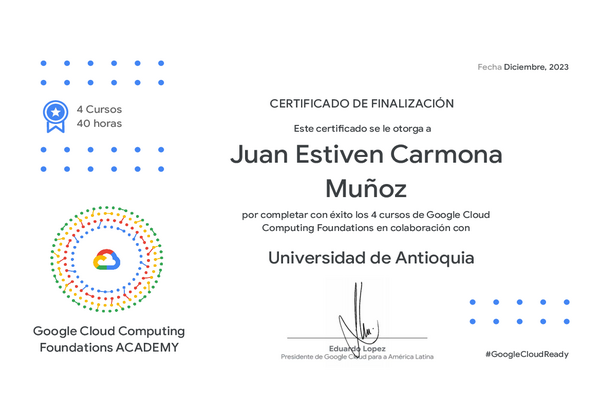 Fecha Diciembre, 2023
4 Cursos
40 horas
CERTIFICADO DE FINALIZACIÓN
Este certificado se le otorga a
Juan Estiven Carmona
Muñoz
por completar con éxito los 4 cursos de Google Cloud
Computing Foundations en colaboración con
Universidad de Antioquia
Google Cloud Computing
Foundations ACADEMY
Eduardo Lopez
Presidente de Google Cloud para a América Latina
#GoogleCloudReady